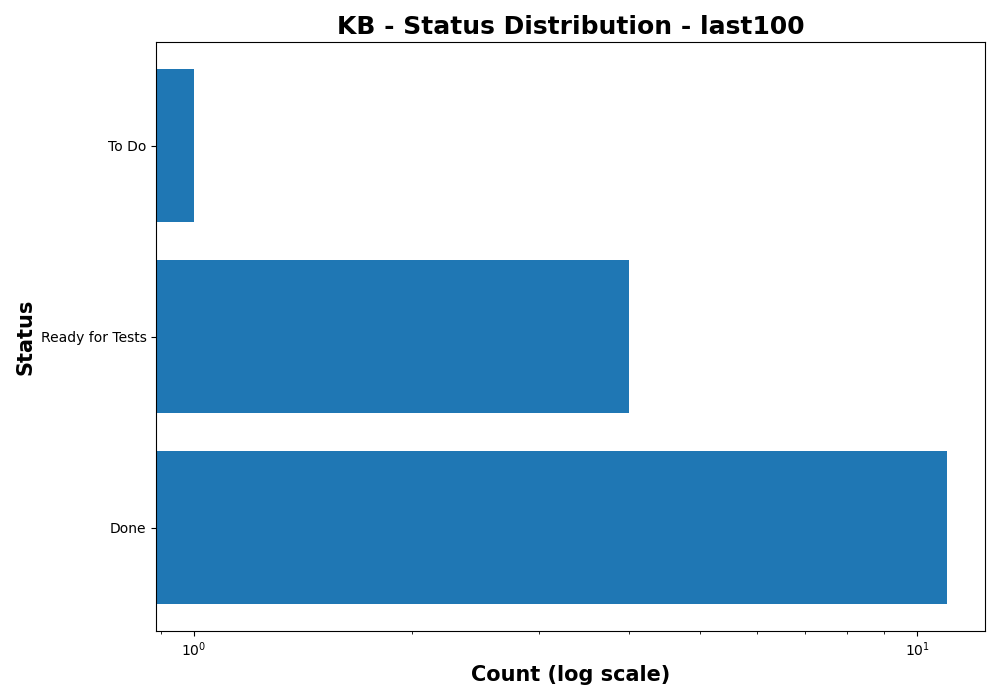 KB - Status Distribution - last100
To Do
Ready for Tests
Done
Status
10⁰
10¹
Count (log scale)